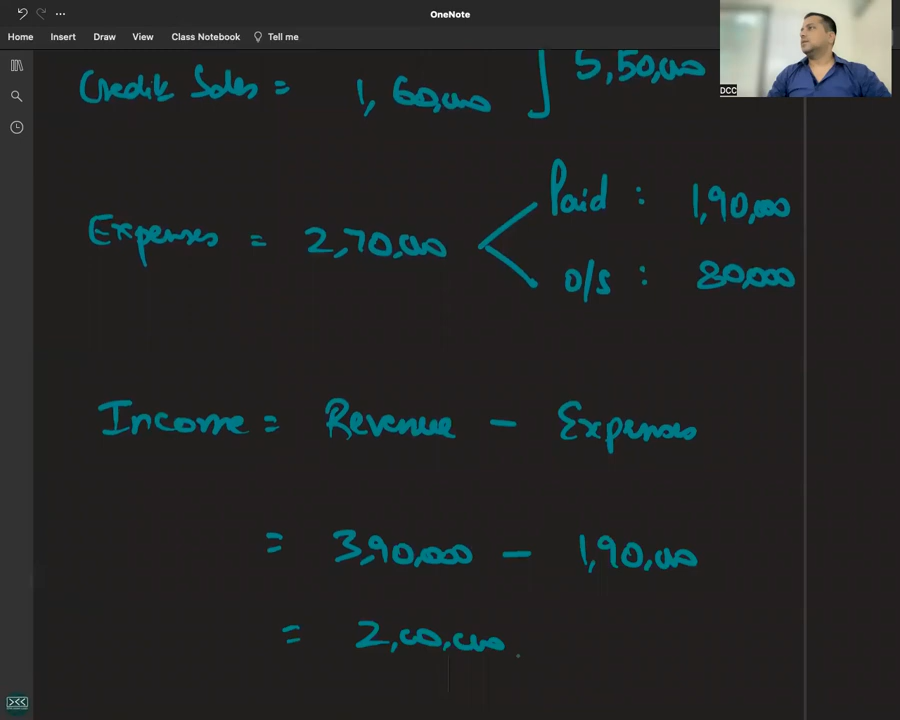 OneNote
Home Insert Draw View Class Notebook Tell me
DCC
Credit Sales = 1,60,000 ] 5,50,000
Expenses = 2,70,000 < Paid : 1,90,000
O/S : 80,000
Income = Revenue - Expenses
= 3,90,000 - 1,90,000
= 2,00,000